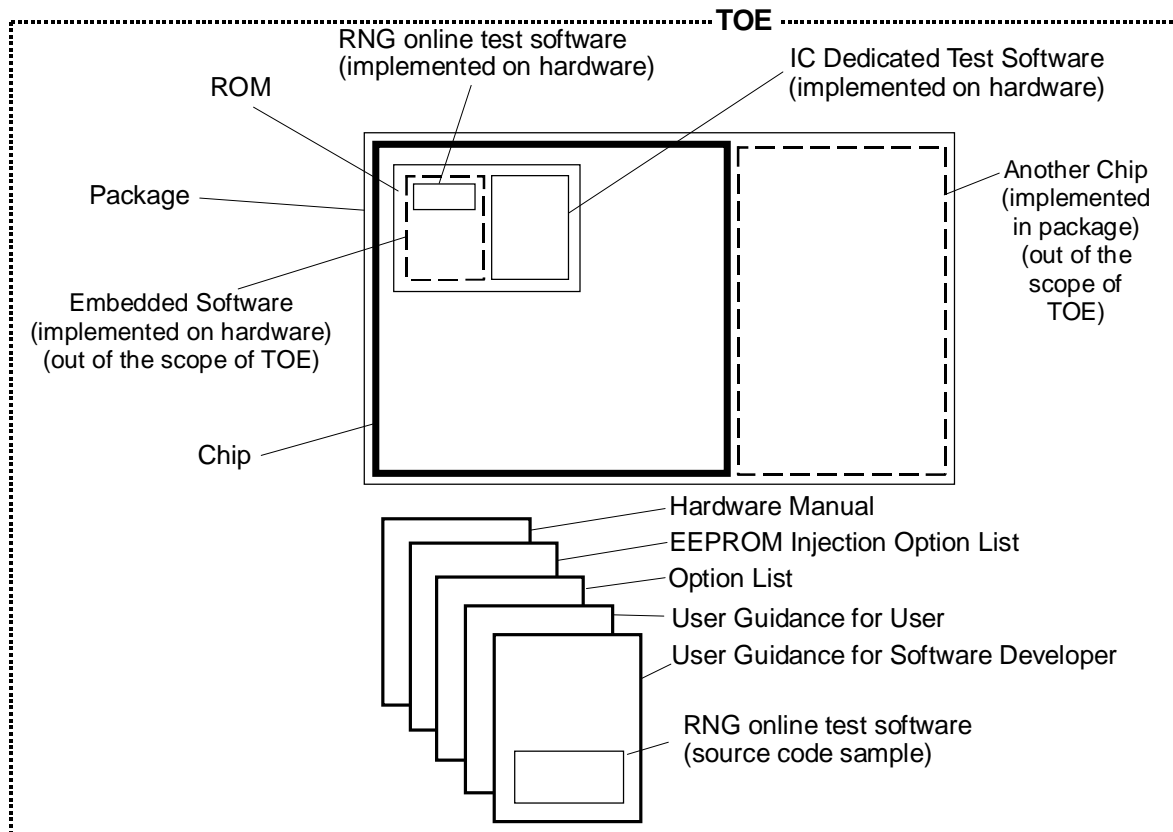 TOE
RNG online test software
(implemented on hardware)
IC Dedicated Test Software
(implemented on hardware)
ROM
Package
Another Chip
(implemented
in package)
(out of the
scope of
TOE)
Embedded Software
(implemented on hardware)
(out of the scope of TOE)
Chip
Hardware Manual
EEPROM Injection Option List
Option List
User Guidance for User
User Guidance for Software Developer
RNG online test software
(source code sample)